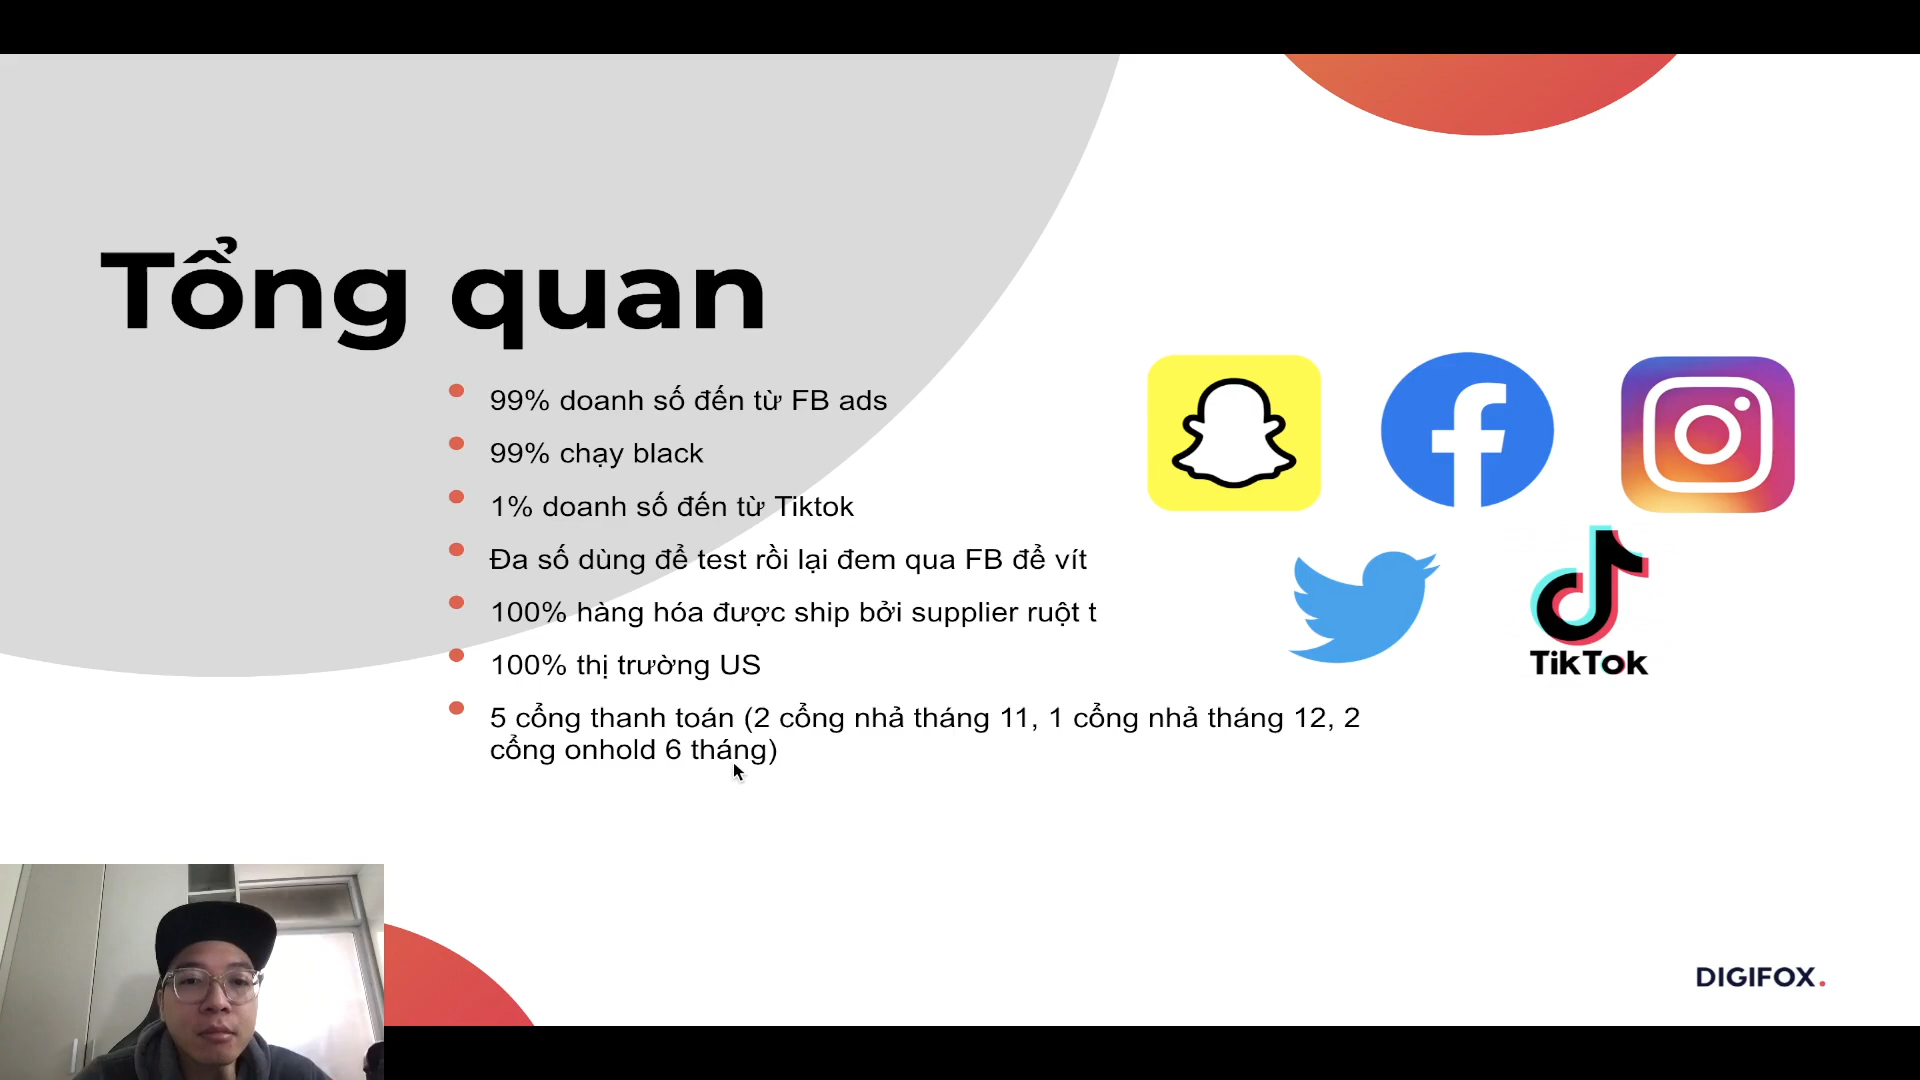 Tổng quan
99% doanh số đến từ FB ads
99% chạy black
1% doanh số đến từ Tiktok
Đa số dùng để test rồi lại đem qua FB để vít
100% hàng hóa được ship bởi supplier ruột t
100% thị trường US
5 cổng thanh toán (2 cổng nhả tháng 11, 1 cổng nhả tháng 12, 2
cổng onhold 6 tháng)
TikTok
DIGIFOX.